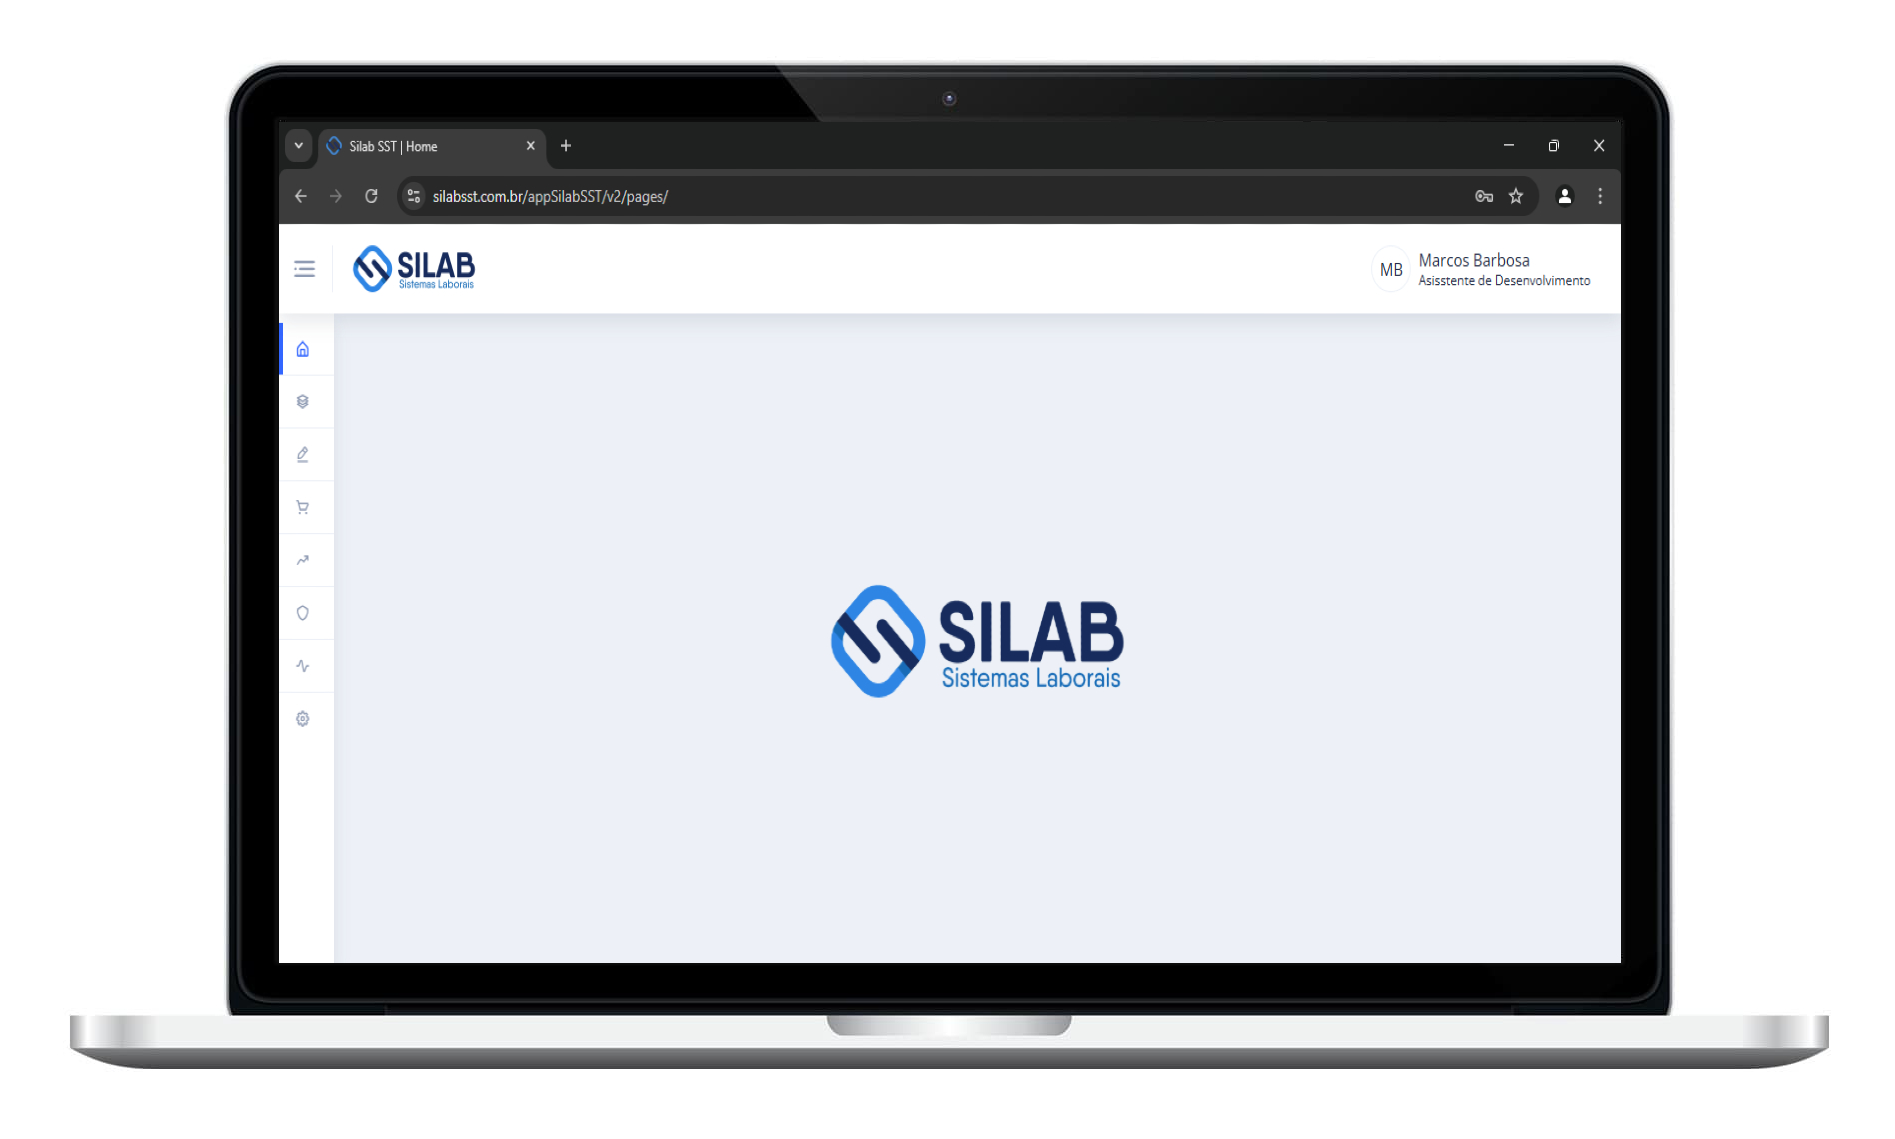 Silab SST | Home
silabsst.com.br/appSilabSST/v2/pages/
SILAB
Sistemas Laborais
MB
Marcos Barbosa
Asisstente de Desenvolvimento
SILAB
Sistemas Laborais